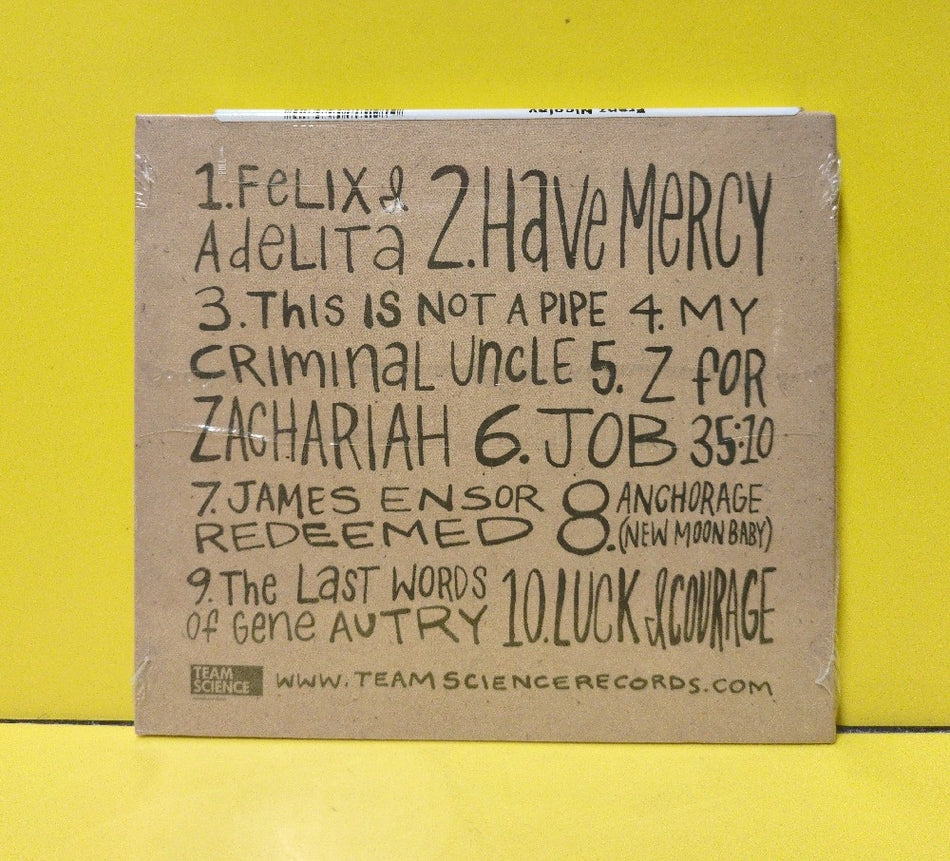 Franz Nicolay
1. FeLIX &
AdeLITa 2. HaVe MeRCY
3. THIS IS NOT A PIPE 4. MY
CRIMINaL UNCLE 5. Z FOR
ZACHARIAH 6. JOB 35:10
7. JAMES ENSOR 8. ANCHORAGE
REDEEMED (NEW MOON BABY)
9. The LAST WORDS
OF Gene AUTRY 10. LUCK & COURAGE
TEAM
SCIENCE WWW.TEAMSCIENCERECORDS.COM